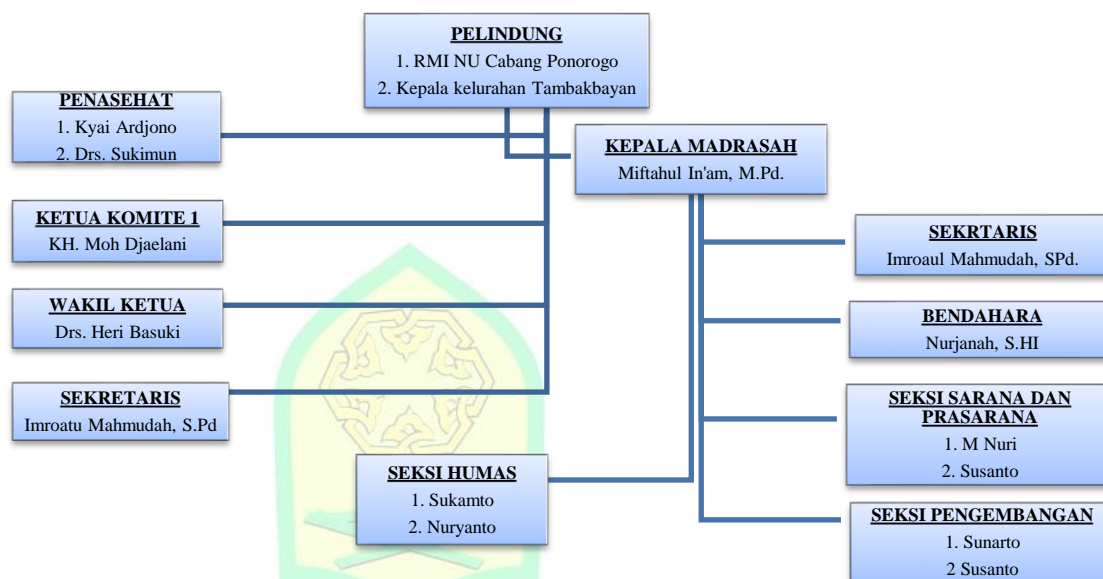 PELINDUNG
1. RMI NU Cabang Ponorogo
2. Kepala kelurahan Tambakbayan
PENASEHAT
1. Kyai Ardjono
2. Drs. Sukimun
KEPALA MADRASAH
Miftahul In'am, M.Pd.
KETUA KOMITE 1
KH. Moh Djaelani
SEKRTARIS
Imroaul Mahmudah, SPd.
WAKIL KETUA
Drs. Heri Basuki
BENDAHARA
Nurjanah, S.HI
SEKRETARIS
Imroatu Mahmudah, S.Pd
SEKSI SARANA DAN
PRASARANA
1. M Nuri
2. Susanto
SEKSI HUMAS
1. Sukamto
2. Nuryanto
SEKSI PENGEMBANGAN
1. Sunarto
2 Susanto